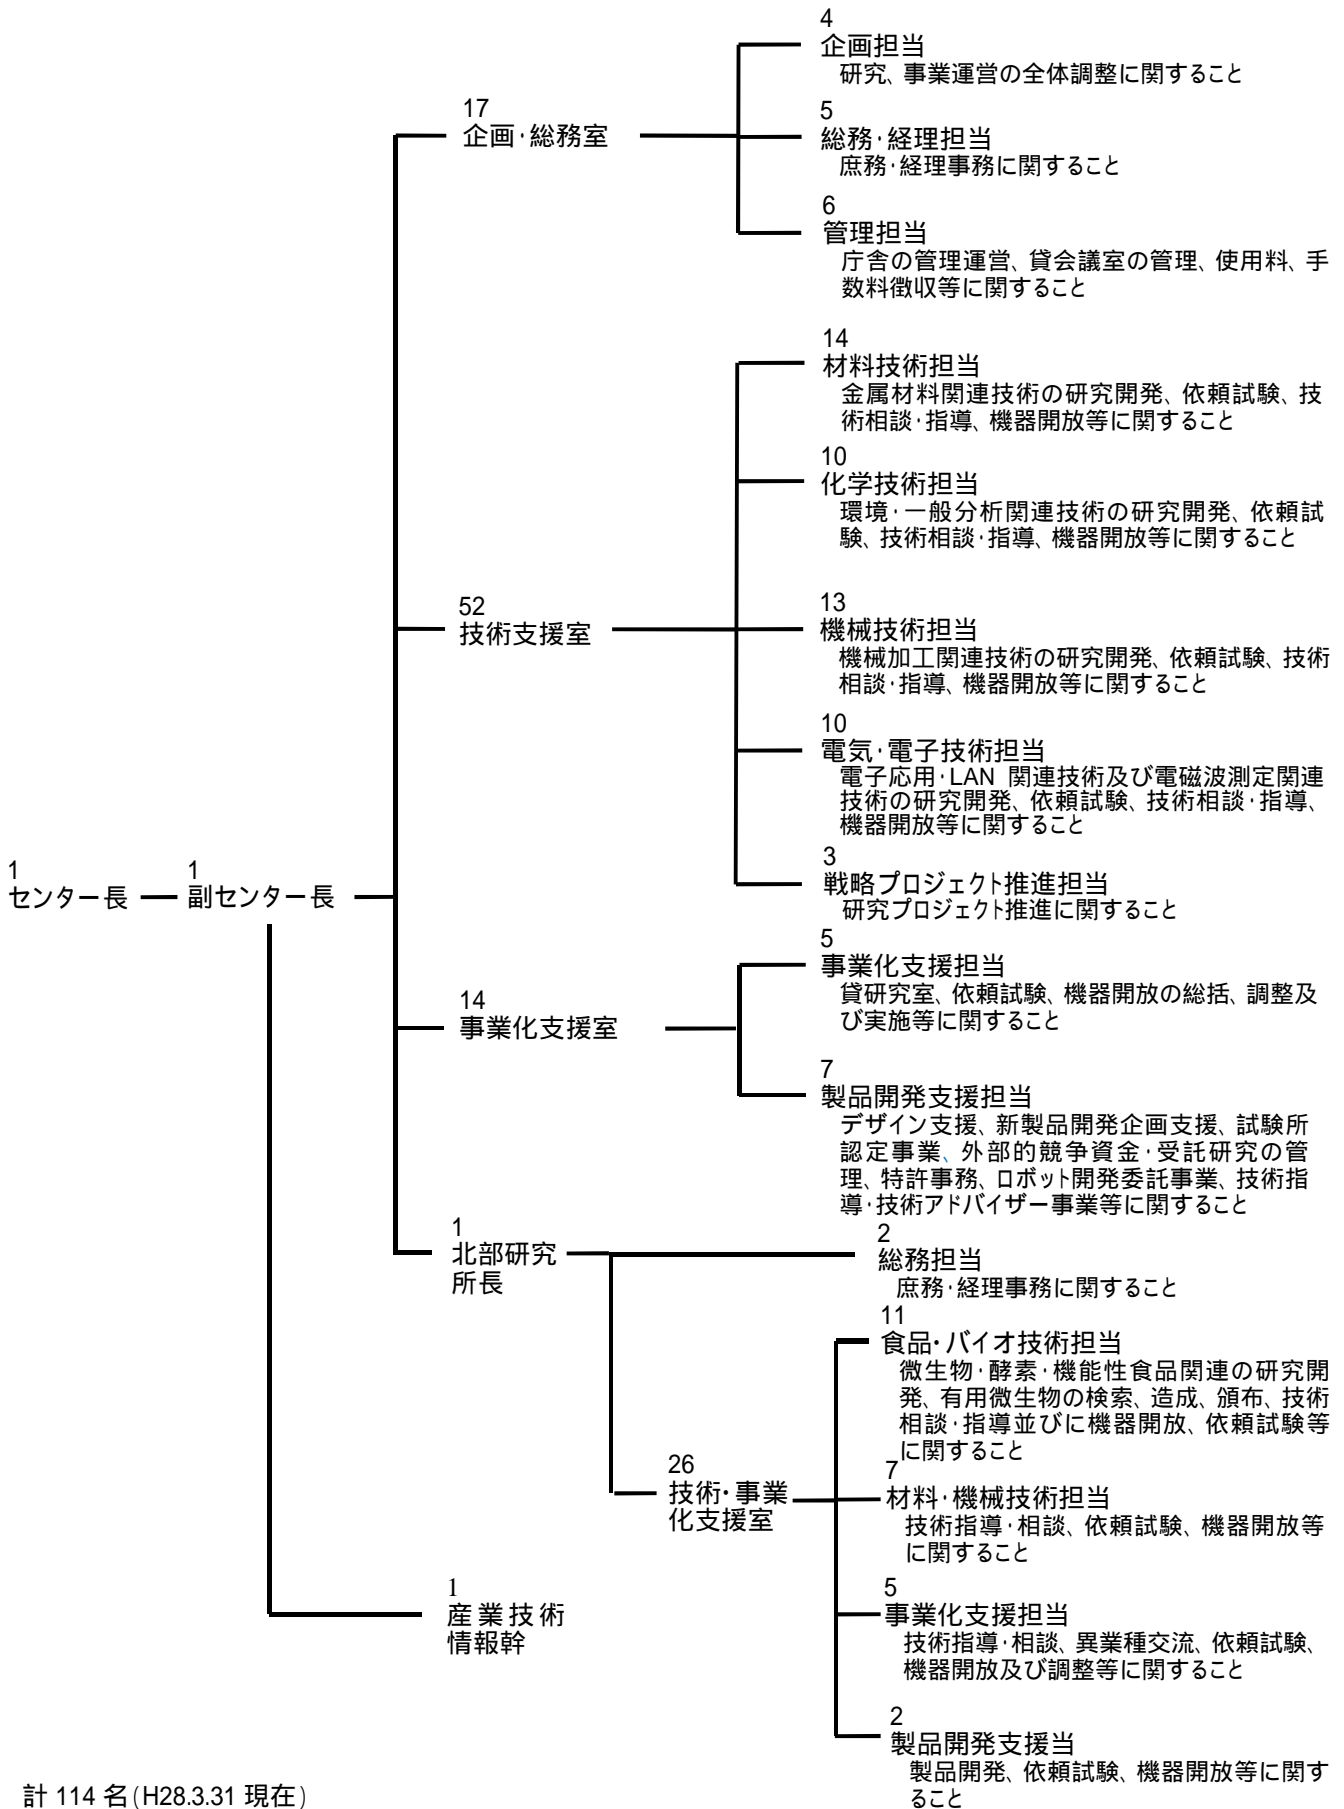 4
企画担当
研究、事業運営の全体調整に関すること
17
企画・総務室
5
総務・経理担当
庶務・経理事務に関すること
6
管理担当
庁舎の管理運営、貸会議室の管理、使用料、手
数料徴収等に関すること
14
材料技術担当
金属材料関連技術の研究開発、依頼試験、技
術相談・指導、機器開放等に関すること
10
化学技術担当
環境・一般分析関連技術の研究開発、依頼試
験、技術相談・指導、機器開放等に関すること
52
技術支援室
13
機械技術担当
機械加工関連技術の研究開発、依頼試験、技術
相談・指導、機器開放等に関すること
10
電気・電子技術担当
電子応用・LAN 関連技術及び電磁波測定関連
技術の研究開発、依頼試験、技術相談・指導、
機器開放等に関すること
3
戦略プロジェクト推進担当
研究プロジェクト推進に関すること
1
センター長
1
副センター長
5
事業化支援担当
貸研究室、依頼試験、機器開放の総括、調整及
び実施等に関すること
14
事業化支援室
7
製品開発支援担当
デザイン支援、新製品開発企画支援、試験所
認定事業、外部的競争資金・受託研究の管
理、特許事務、ロボット開発委託事業、技術指
導・技術アドバイザー事業等に関すること
1
北部研究
所長
2
総務担当
庶務・経理事務に関すること
11
食品・バイオ技術担当
微生物・酵素・機能性食品関連の研究開
発、有用微生物の検索、造成、頒布、技術
相談・指導並びに機器開放、依頼試験等
に関すること
26
技術・事業
化支援室
7
材料・機械技術担当
技術指導・相談、依頼試験、機器開放等
に関すること
1
産業技術
情報幹
5
事業化支援担当
技術指導・相談、異業種交流、依頼試験、
機器開放及び調整等に関すること
2
製品開発支援当
製品開発、依頼試験、機器開放等に関す
ること
計 114 名(H28.3.31 現在)